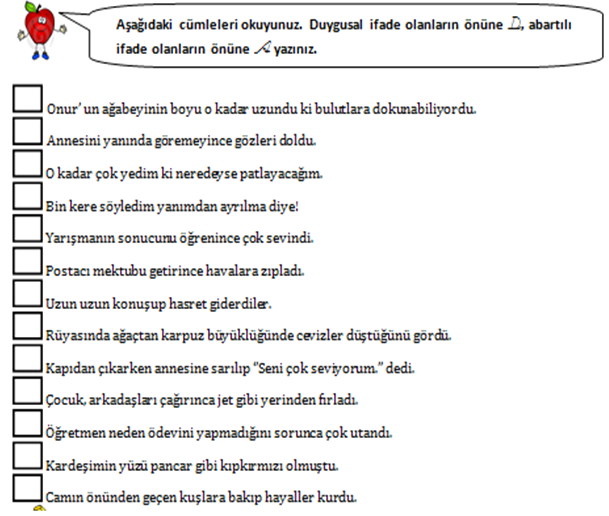 Aşağıdaki cümleleri okuyunuz. Duygusal ifade olanların önüne D, abartılı
ifade olanların önüne A yazınız.
Onur' un ağabeyinin boyu o kadar uzundu ki bulutlara dokunabiliyordu.
Annesini yanında göremeyince gözleri doldu.
O kadar çok yedim ki neredeyse patlayacağım.
Bin kere söyledim yanımdan ayrılma diye!
Yarışmanın sonucunu öğrenince çok sevindi.
Postacı mektubu getirince havalara zıpladı.
Uzun uzun konuşup hasret giderdiler.
Rüyasında ağaçtan karpuz büyüklüğünde cevizler düştüğünü gördü.
Kapıdan çıkarken annesine sarılıp "Seni çok seviyorum." dedi.
Çocuk, arkadaşları çağırınca jet gibi yerinden fırladı.
Öğretmen neden ödevini yapmadığını sorunca çok utandı.
Kardeşimin yüzü pancar gibi kıpkırmızı olmuştu.
Camın önünden geçen kuşlara bakıp hayaller kurdu.